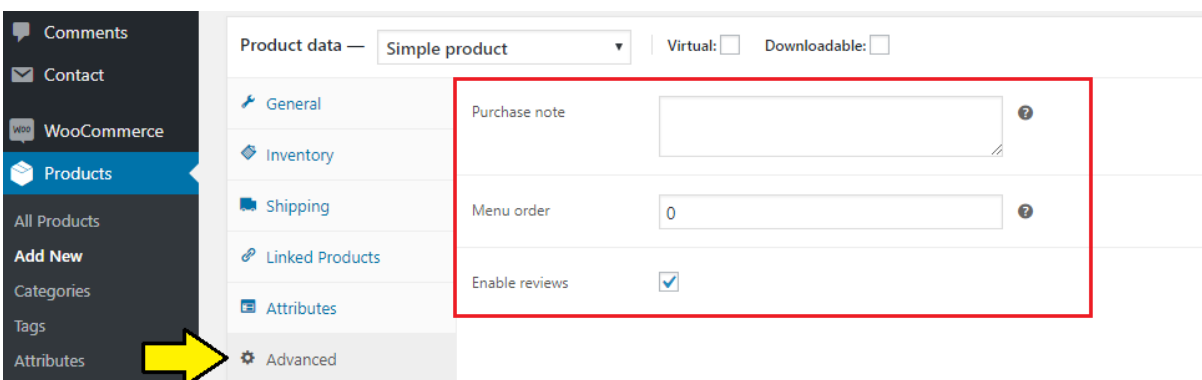 Comments
Contact
WOO WooCommerce
Products
All Products
Add New
Categories
Tags
Attributes
Product data — Simple product Virtual: Downloadable:
General
Inventory
Shipping
Linked Products
Attributes
Advanced
Purchase note
Menu order 0
Enable reviews